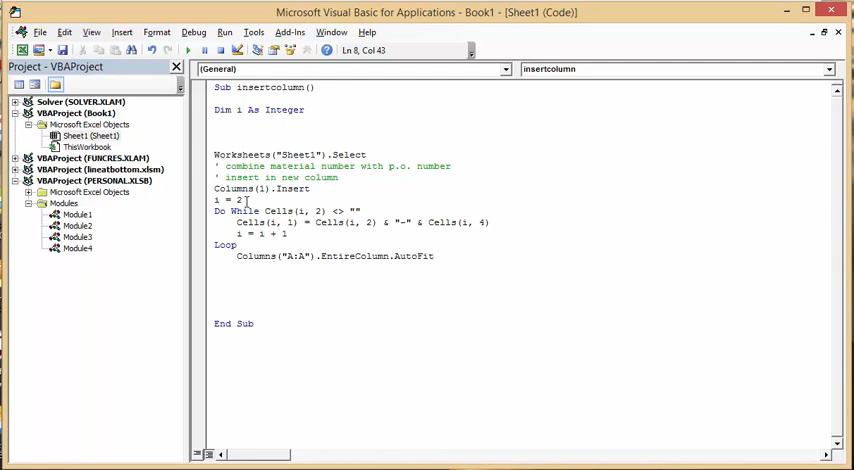 Microsoft Visual Basic for Applications - Book1 - [Sheet1 (Code)]
File Edit View Insert Format Debug Run Tools Add-Ins Window Help
Ln 8, Col 43
Project - VBAProject
(General) insertcolumn
Solver (SOLVER.XLAM)
VBAProject (Book1)
Microsoft Excel Objects
Sheet1 (Sheet1)
ThisWorkbook
VBAProject (FUNCRES.XLAM)
VBAProject (lineatbottom.xlsm)
VBAProject (PERSONAL.XLSB)
Microsoft Excel Objects
Modules
Module1
Module2
Module3
Module4
Sub insertcolumn()
Dim i As Integer
Worksheets("Sheet1").Select
' combine material number with p.o. number
' insert in new column
Columns(1).Insert
i = 2
Do While Cells(i, 2) <> ""
Cells(i, 1) = Cells(i, 2) & "-" & Cells(i, 4)
i = i + 1
Loop
Columns("A:A").EntireColumn.AutoFit
End Sub